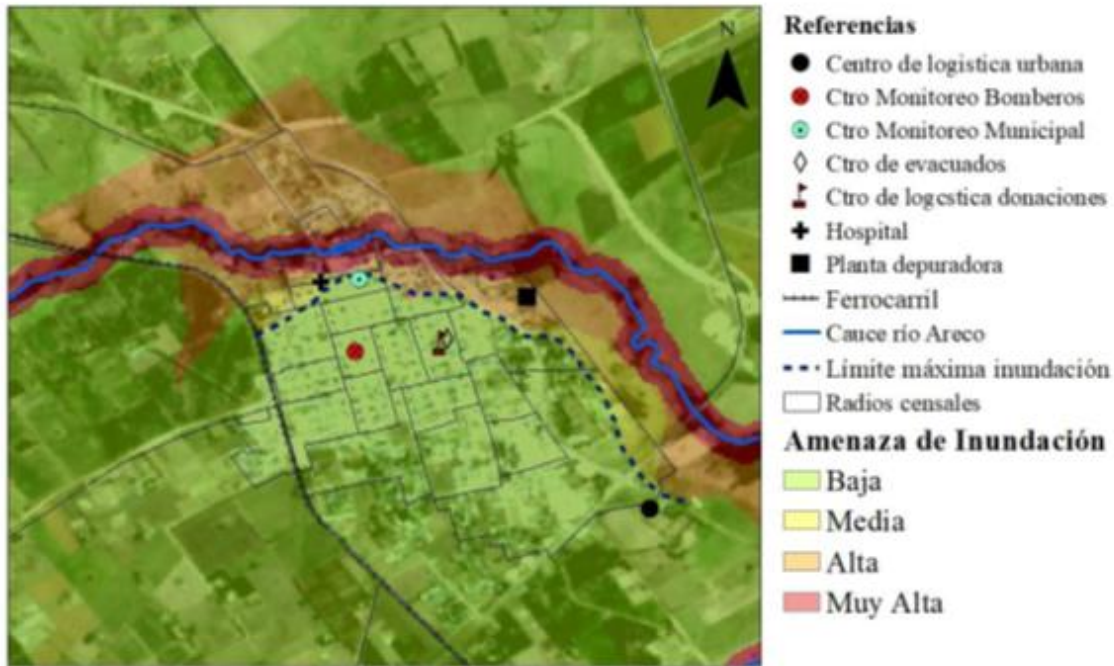 N
Referencias
Centro de logistica urbana
Ctro Monitoreo Bomberos
Ctro Monitoreo Municipal
Ctro de evacuados
Ctro de logcstica donaciones
Hospital
Planta depuradora
Ferrocarril
Cauce río Areco
Límite máxima inundación
Radios censales
Amenaza de Inundación
Baja
Media
Alta
Muy Alta